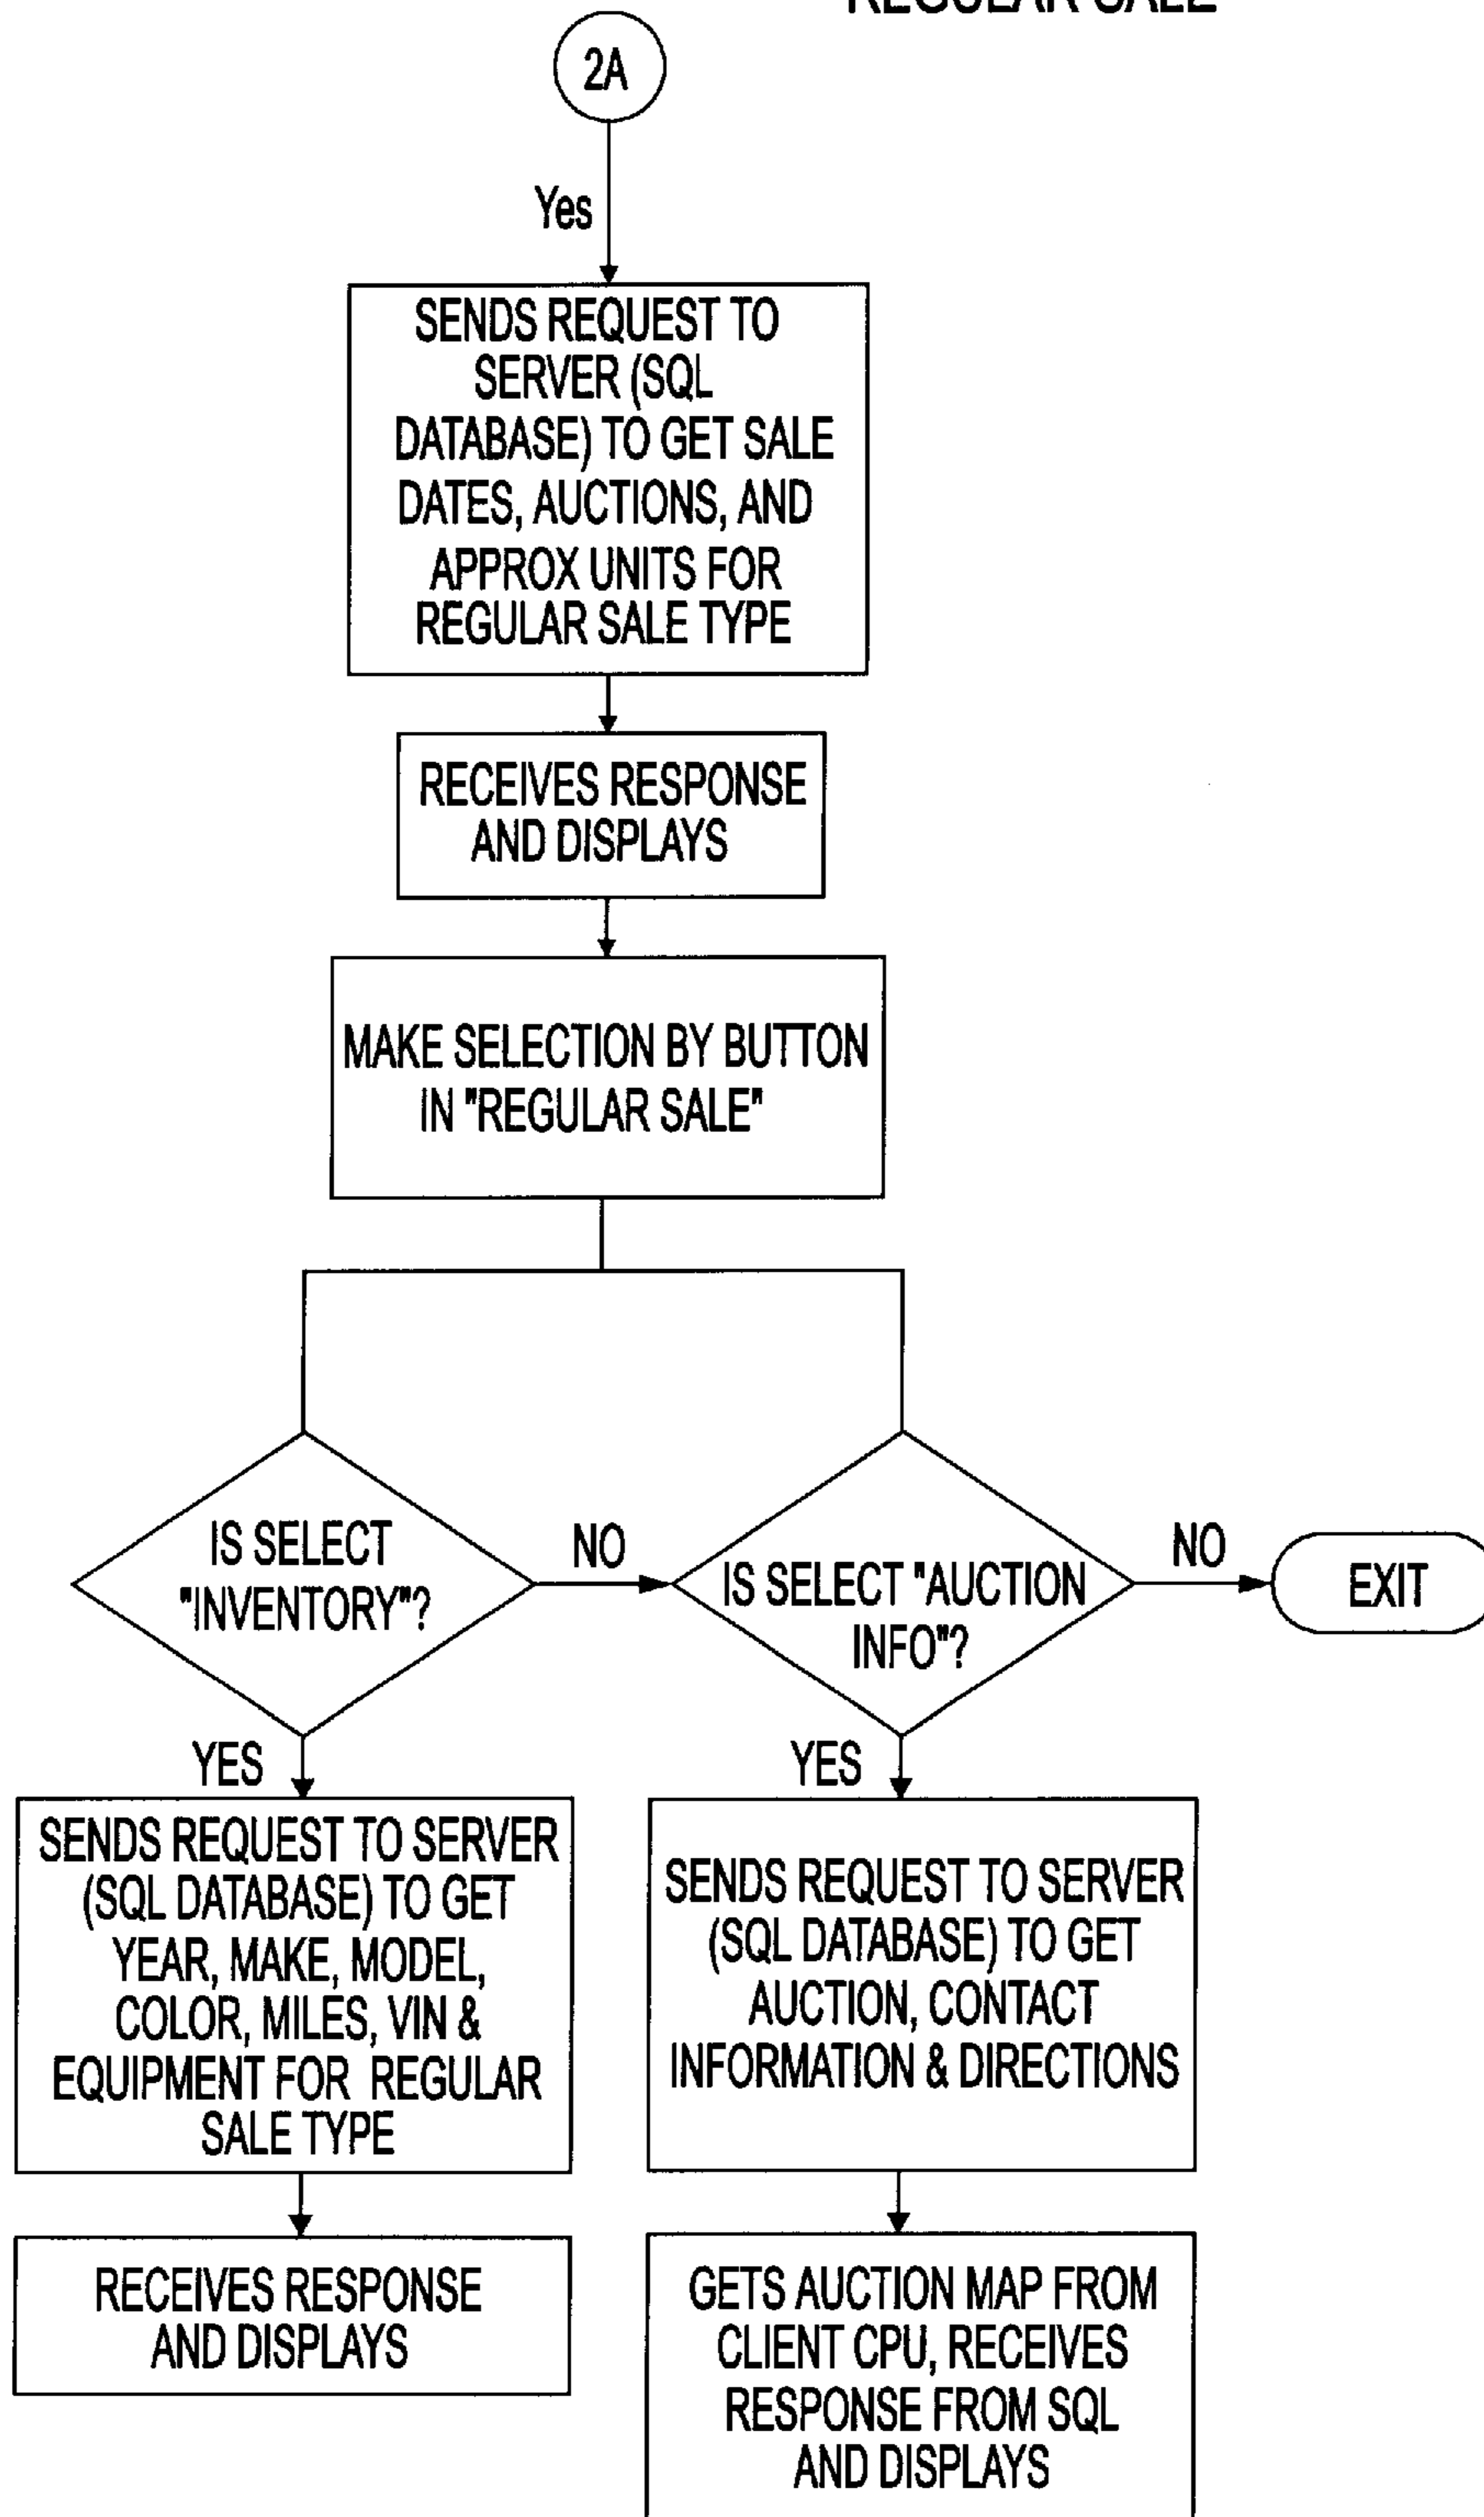 REGULAR SALE
2A
Yes
SENDS REQUEST TO
SERVER (SQL
DATABASE) TO GET SALE
DATES, AUCTIONS, AND
APPROX UNITS FOR
REGULAR SALE TYPE
RECEIVES RESPONSE
AND DISPLAYS
MAKE SELECTION BY BUTTON
IN "REGULAR SALE"
IS SELECT
"INVENTORY"?
NO
IS SELECT "AUCTION
INFO"?
NO
EXIT
YES
YES
SENDS REQUEST TO SERVER
(SQL DATABASE) TO GET
YEAR, MAKE, MODEL,
COLOR, MILES, VIN &
EQUIPMENT FOR REGULAR
SALE TYPE
SENDS REQUEST TO SERVER
(SQL DATABASE) TO GET
AUCTION, CONTACT
INFORMATION & DIRECTIONS
RECEIVES RESPONSE
AND DISPLAYS
GETS AUCTION MAP FROM
CLIENT CPU, RECEIVES
RESPONSE FROM SQL
AND DISPLAYS